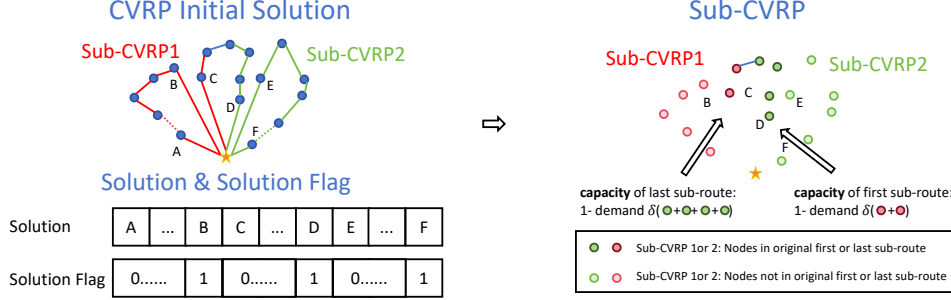 CVRP Initial Solution
Sub-CVRP1
Sub-CVRP2
B
C
E
D
F
A
Solution & Solution Flag
Solution A ... B C ... D E ... F
Solution Flag 0...... 1 0...... 1 0...... 1
⇨
Sub-CVRP
Sub-CVRP1
Sub-CVRP2
B
C
E
D
F
capacity of last sub-route:
1- demand δ(o+o+o+o)
capacity of first sub-route:
1- demand δ(o+o)
Sub-CVRP 1or 2: Nodes in original first or last sub-route
Sub-CVRP 1or 2: Nodes not in original first or last sub-route